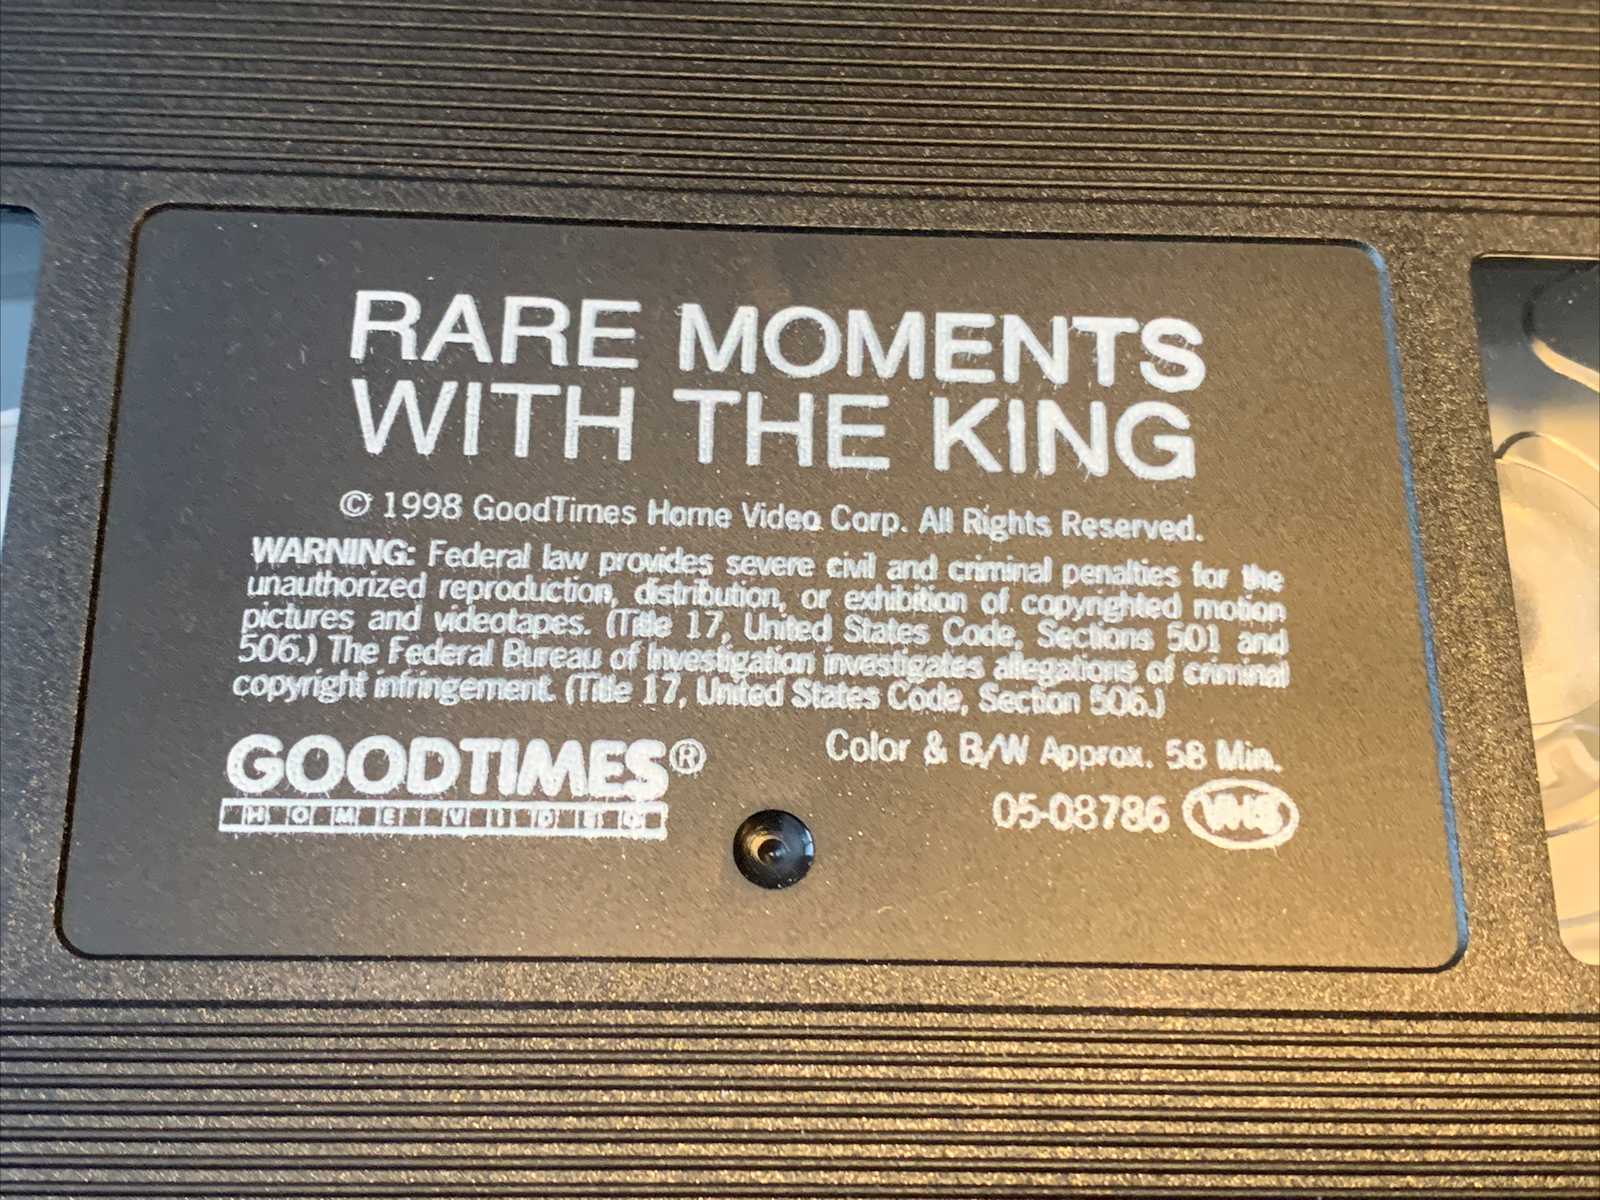 RARE MOMENTS
WITH THE KING
© 1998 GoodTimes Home Video Corp. All Rights Reserved.
WARNING: Federal law provides severe civil and criminal penalties for the
unauthorized reproduction, distribution, or exhibition of copyrighted motion
pictures and videotapes. (Title 17, United States Code, Sections 501 and
506.) The Federal Bureau of Investigation investigates allegations of criminal
copyright infringement. (Title 17, United States Code, Section 506.)
GOODTIMES®
HOME VIDEO
Color & B/W Approx. 58 Min.
05-08786 VHS